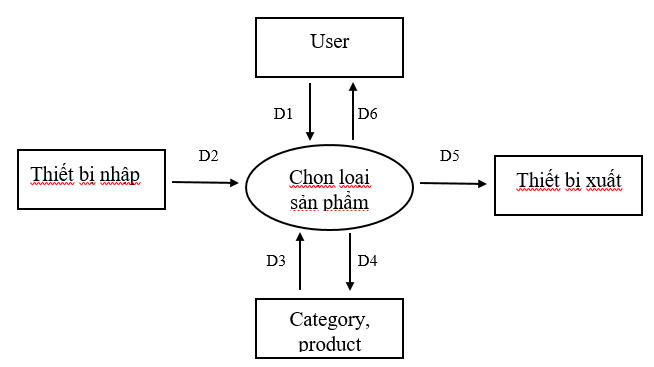 User
D1
D6
Thiết bị nhập
D2
Chọn loại
sản phẩm
D5
Thiết bị xuất
D3
D4
Category,
product